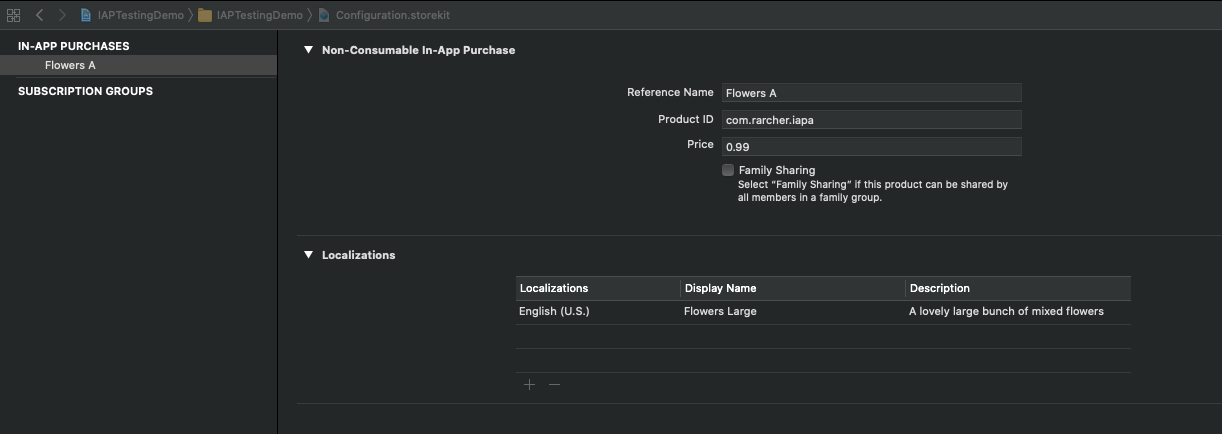 IAPTestingDemo IAPTestingDemo Configuration.storekit
IN-APP PURCHASES
Flowers A
SUBSCRIPTION GROUPS
Non-Consumable In-App Purchase
Reference Name Flowers A
Product ID com.rarcher.iapa
Price 0.99
Family Sharing
Select “Family Sharing” if this product can be shared by
all members in a family group.
Localizations
Localizations Display Name Description
English (U.S.) Flowers Large A lovely large bunch of mixed flowers